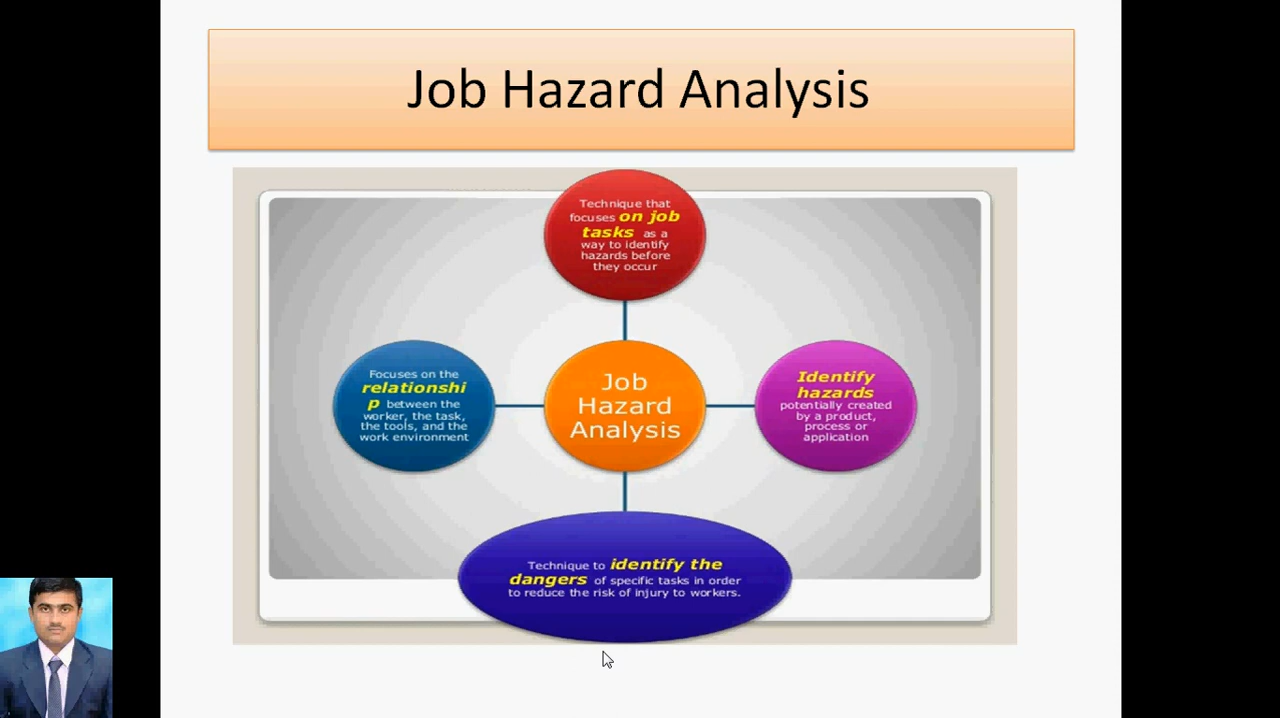 Job Hazard Analysis
Technique that
focuses on job
tasks as a
way to identify
hazards before
they occur
Focuses on the
relationshi
p between the
worker, the task,
the tools, and the
work environment
Job
Hazard
Analysis
Identify
hazards
potentially created
by a product,
process or
application
Technique to identify the
dangers of specific tasks in order
to reduce the risk of injury to workers.